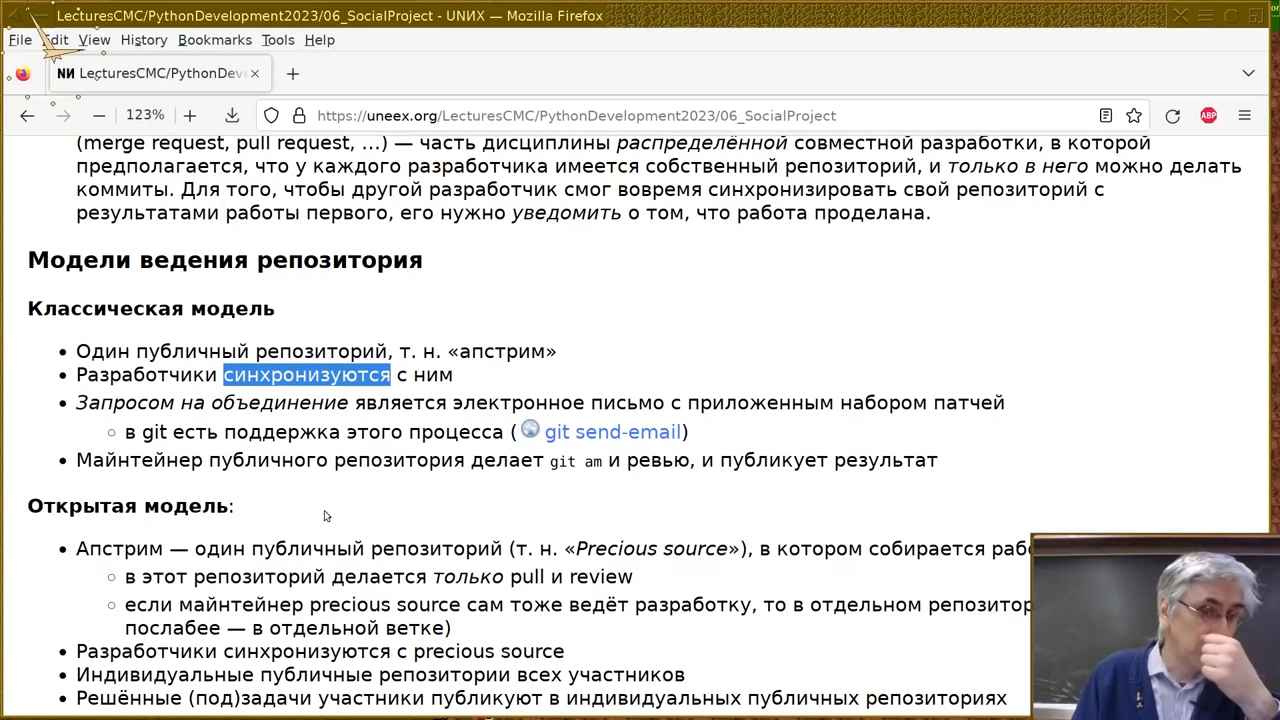 LecturesCMC/PythonDevelopment2023/06_SocialProject - UNИX — Mozilla Firefox
File Edit View History Bookmarks Tools Help
NИ LecturesCMC/PythonDeve
123%
https://uneex.org/LecturesCMC/PythonDevelopment2023/06_SocialProject
ABP
(merge request, pull request, …) — часть дисциплины распределённой совместной разработки, в которой
предполагается, что у каждого разработчика имеется собственный репозиторий, и только в него можно делать
коммиты. Для того, чтобы другой разработчик смог вовремя синхронизировать свой репозиторий с
результатами работы первого, его нужно уведомить о том, что работа проделана.
Модели ведения репозитория
Классическая модель
• Один публичный репозиторий, т. н. «апстрим»
• Разработчики синхронизуются с ним
• Запросом на объединение является электронное письмо с приложенным набором патчей
◦ в git есть поддержка этого процесса ( git send-email)
• Майнтейнер публичного репозитория делает git am и ревью, и публикует результат
Открытая модель:
• Апстрим — один публичный репозиторий (т. н. «Precious source»), в котором собирается рабо
◦ в этот репозиторий делается только pull и review
◦ если майнтейнер precious source сам тоже ведёт разработку, то в отдельном репозитор
послабее — в отдельной ветке)
• Разработчики синхронизуются с precious source
• Индивидуальные публичные репозитории всех участников
• Решённые (под)задачи участники публикуют в индивидуальных публичных репозиториях